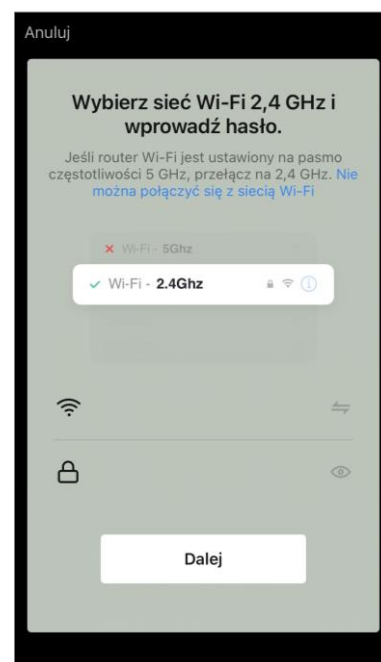 Anuluj
Wybierz sieć Wi-Fi 2,4 GHz i
wprowadź hasło.
Jeśli router Wi-Fi jest ustawiony na pasmo
częstotliwości 5 GHz, przełącz na 2,4 GHz. Nie
można połączyć się z siecią Wi-Fi
Wi-Fi - 5Ghz
Wi-Fi - 2.4Ghz
Dalej